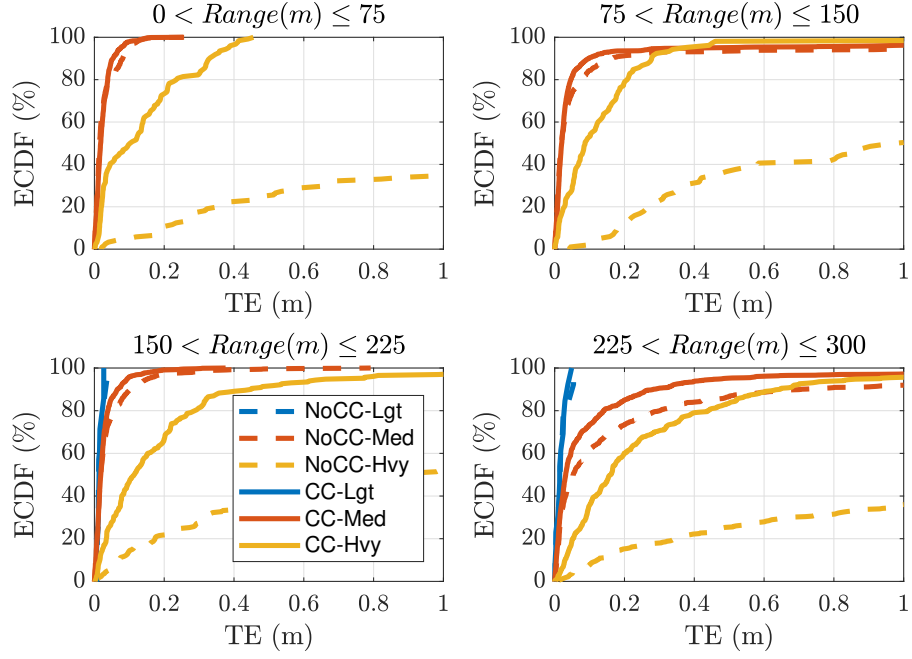 0 < Range(m) ≤ 75
100
80
60
40
20
0
ECDF (%)
0 0.2 0.4 0.6 0.8 1
TE (m)
75 < Range(m) ≤ 150
100
80
60
40
20
0
ECDF (%)
0 0.2 0.4 0.6 0.8 1
TE (m)
150 < Range(m) ≤ 225
100
80
60
40
20
0
ECDF (%)
NoCC-Lgt
NoCC-Med
NoCC-Hvy
CC-Lgt
CC-Med
CC-Hvy
0 0.2 0.4 0.6 0.8 1
TE (m)
225 < Range(m) ≤ 300
100
80
60
40
20
0
ECDF (%)
0 0.2 0.4 0.6 0.8 1
TE (m)